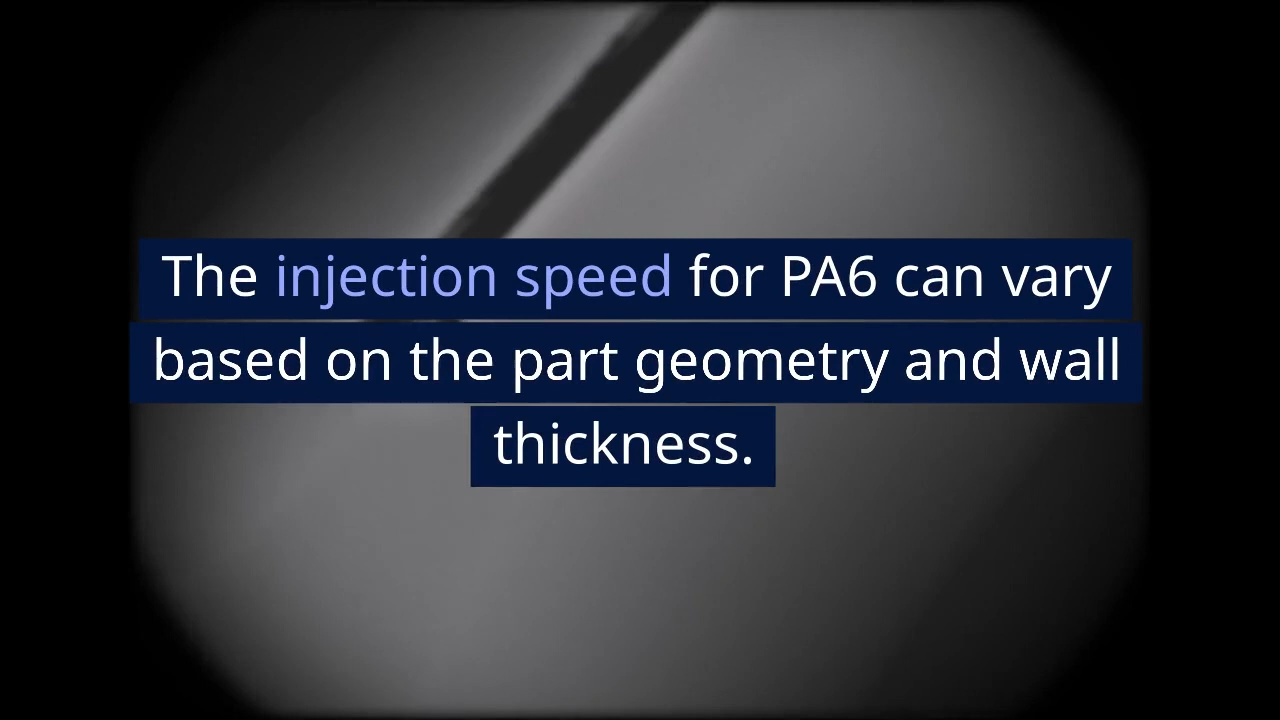 The injection speed for PA6 can vary
based on the part geometry and wall
thickness.